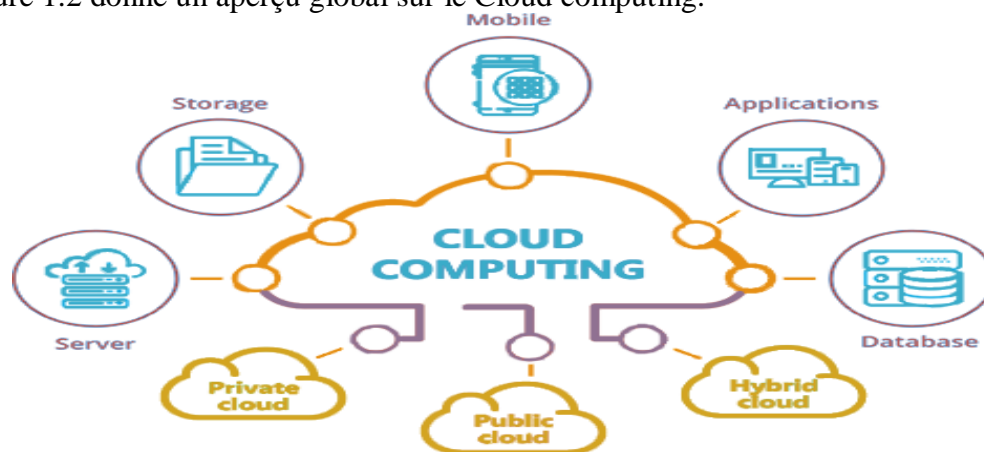 1.2 donne un aperçu global sur le Cloud computing.
Mobile
Storage
Applications
CLOUD
COMPUTING
Server
Database
Private
cloud
Public
cloud
Hybrid
cloud